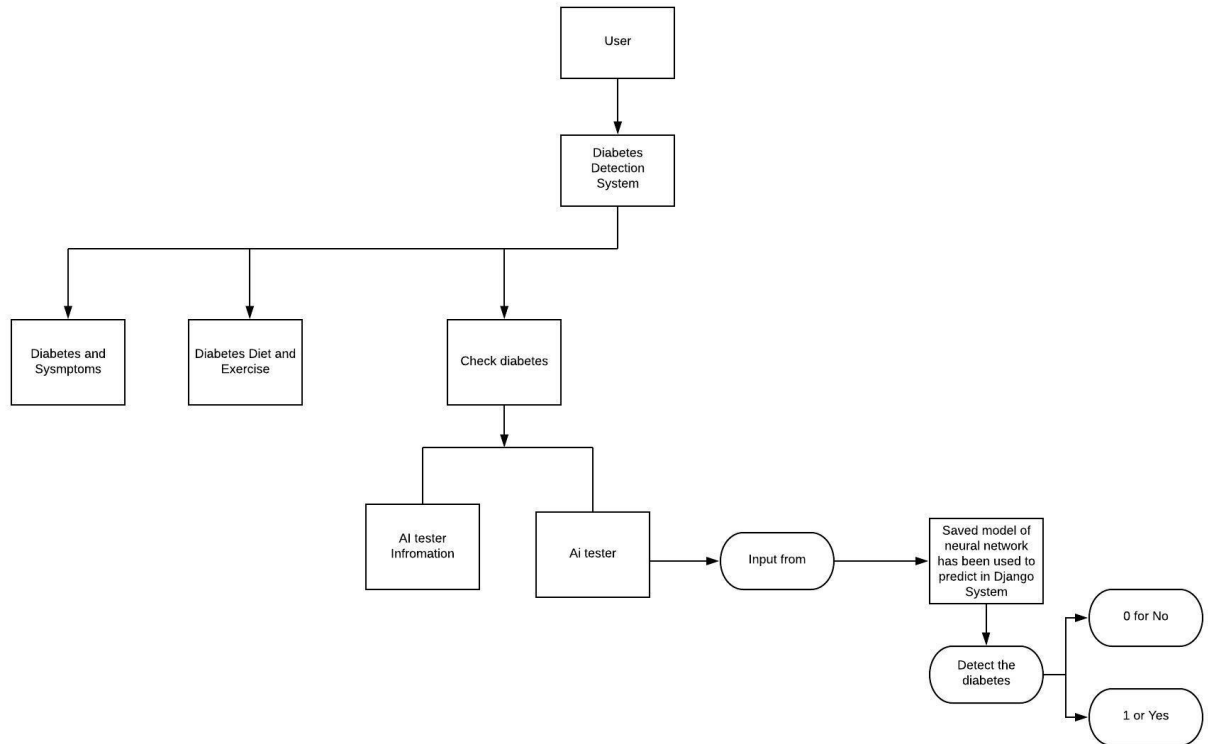 User
Diabetes
Detection
System
Diabetes and
Sysmptoms
Diabetes Diet and
Exercise
Check diabetes
AI tester
Infromation
Ai tester
Input from
Saved model of
neural network
has been used to
predict in Django
System
0 for No
Detect the
diabetes
1 or Yes